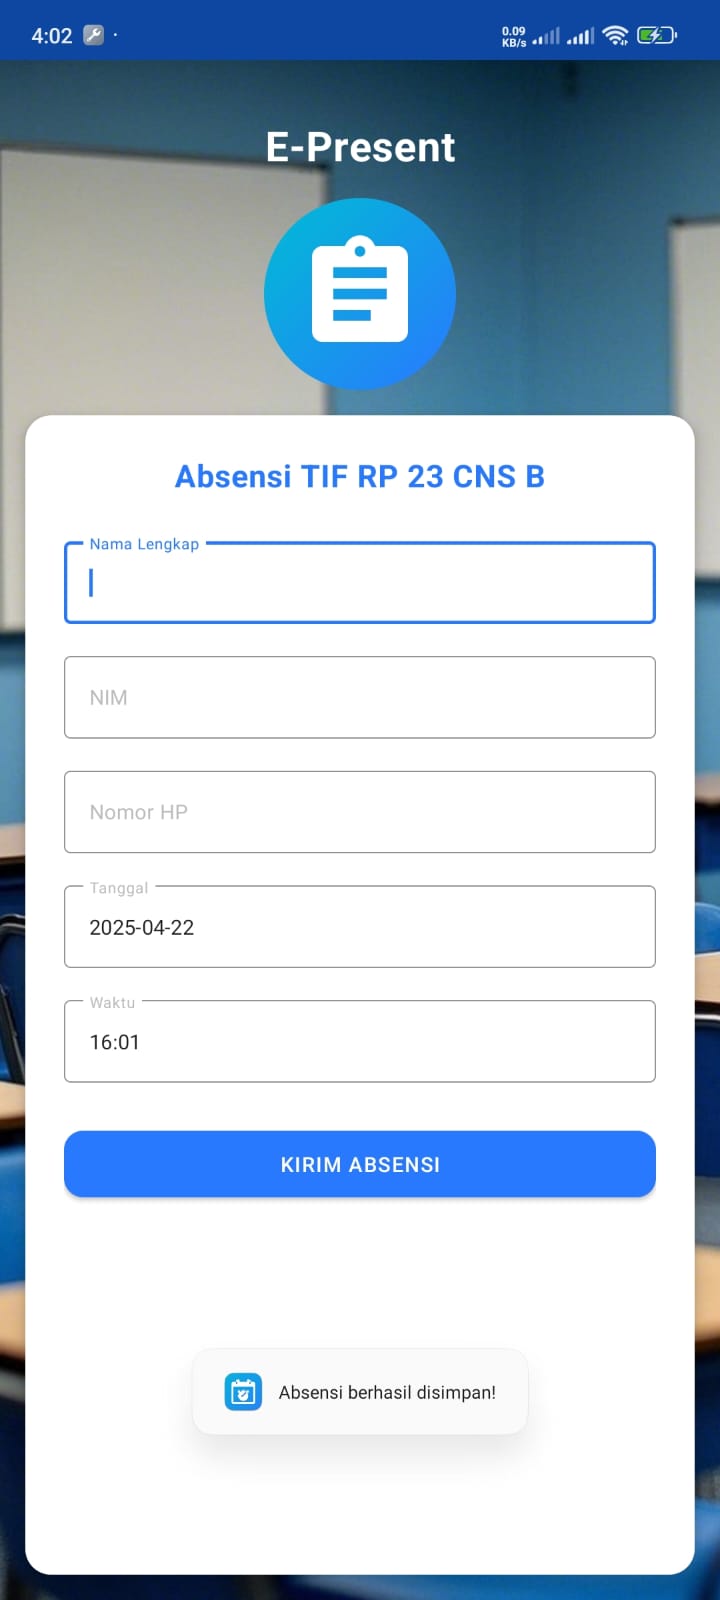 4:02
0.09
KB/s
E-Present
Absensi TIF RP 23 CNS B
Nama Lengkap
NIM
Nomor HP
Tanggal
2025-04-22
Waktu
16:01
KIRIM ABSENSI
Absensi berhasil disimpan!